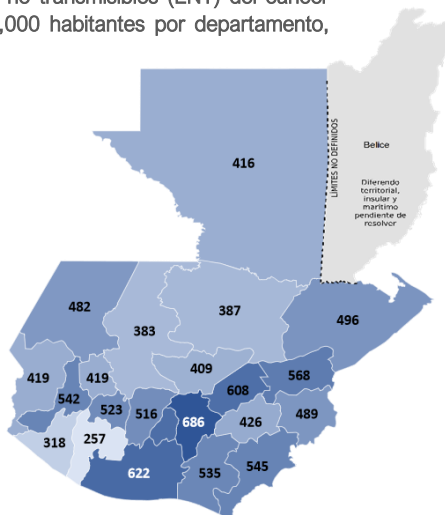 no transmisibles (ENT) del cáncer
,000 habitantes por departamento,
416
LÍMITES NO DEFINIDOS
Belice
Diferendo
territorial,
insular y
marítimo
pendiente de
resolver
482
383
387
496
419
419
409
568
542
608
523
516
686
426
489
318
257
622
535
545